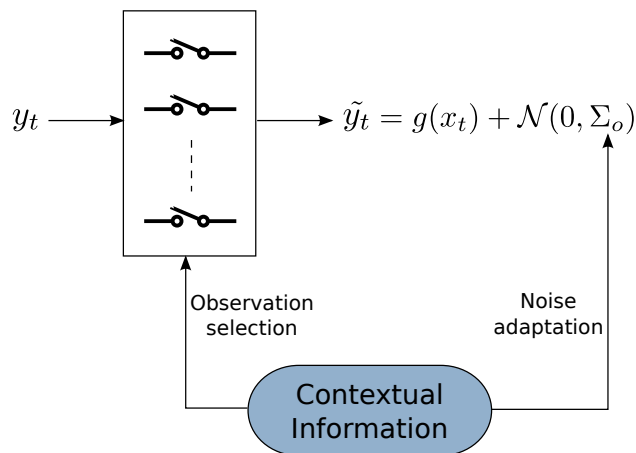 y_t
ỹ_t = g(x_t) + 𝒩(0, Σ_o)
Observation
selection
Noise
adaptation
Contextual
Information